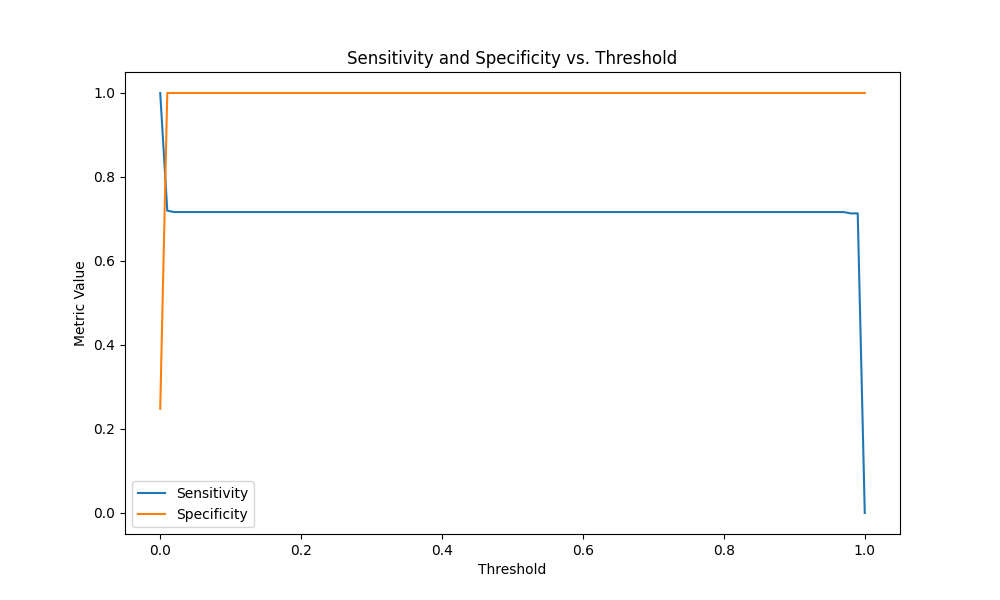 Sensitivity and Specificity vs. Threshold
1.0
0.8
0.6
0.4
0.2
0.0
Metric Value
Sensitivity
Specificity
0.0 0.2 0.4 0.6 0.8 1.0
Threshold